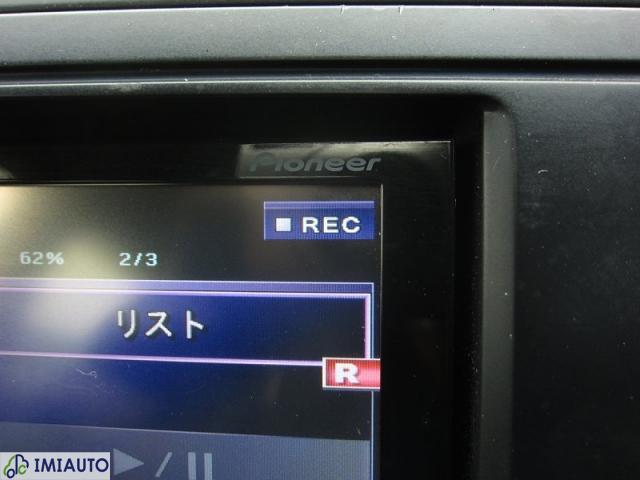 Pioneer
REC
62% 2/3
リスト
R
IMIAUTO